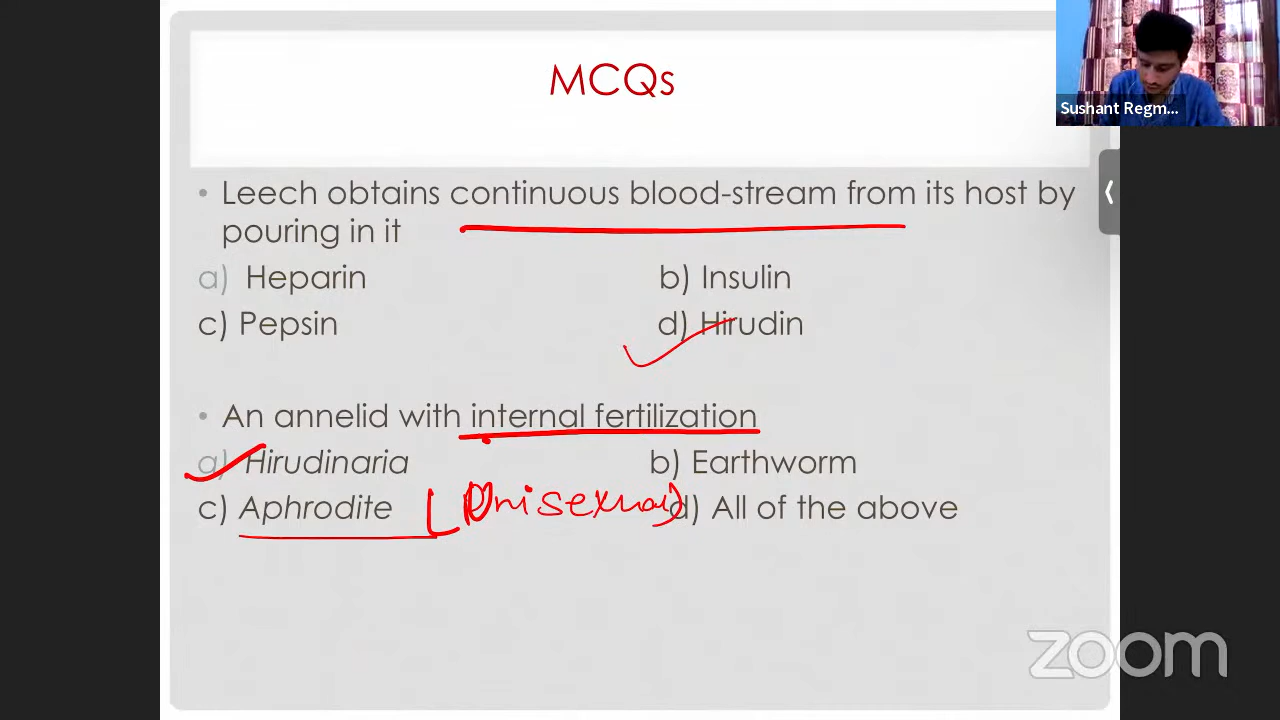 MCQs
Sushant Regm...
• Leech obtains continuous blood-stream from its host by
pouring in it
a) Heparin b) Insulin
c) Pepsin d) Hirudin
• An annelid with internal fertilization
a) Hirudinaria b) Earthworm
c) Aphrodite (Unisexual) d) All of the above
zoom